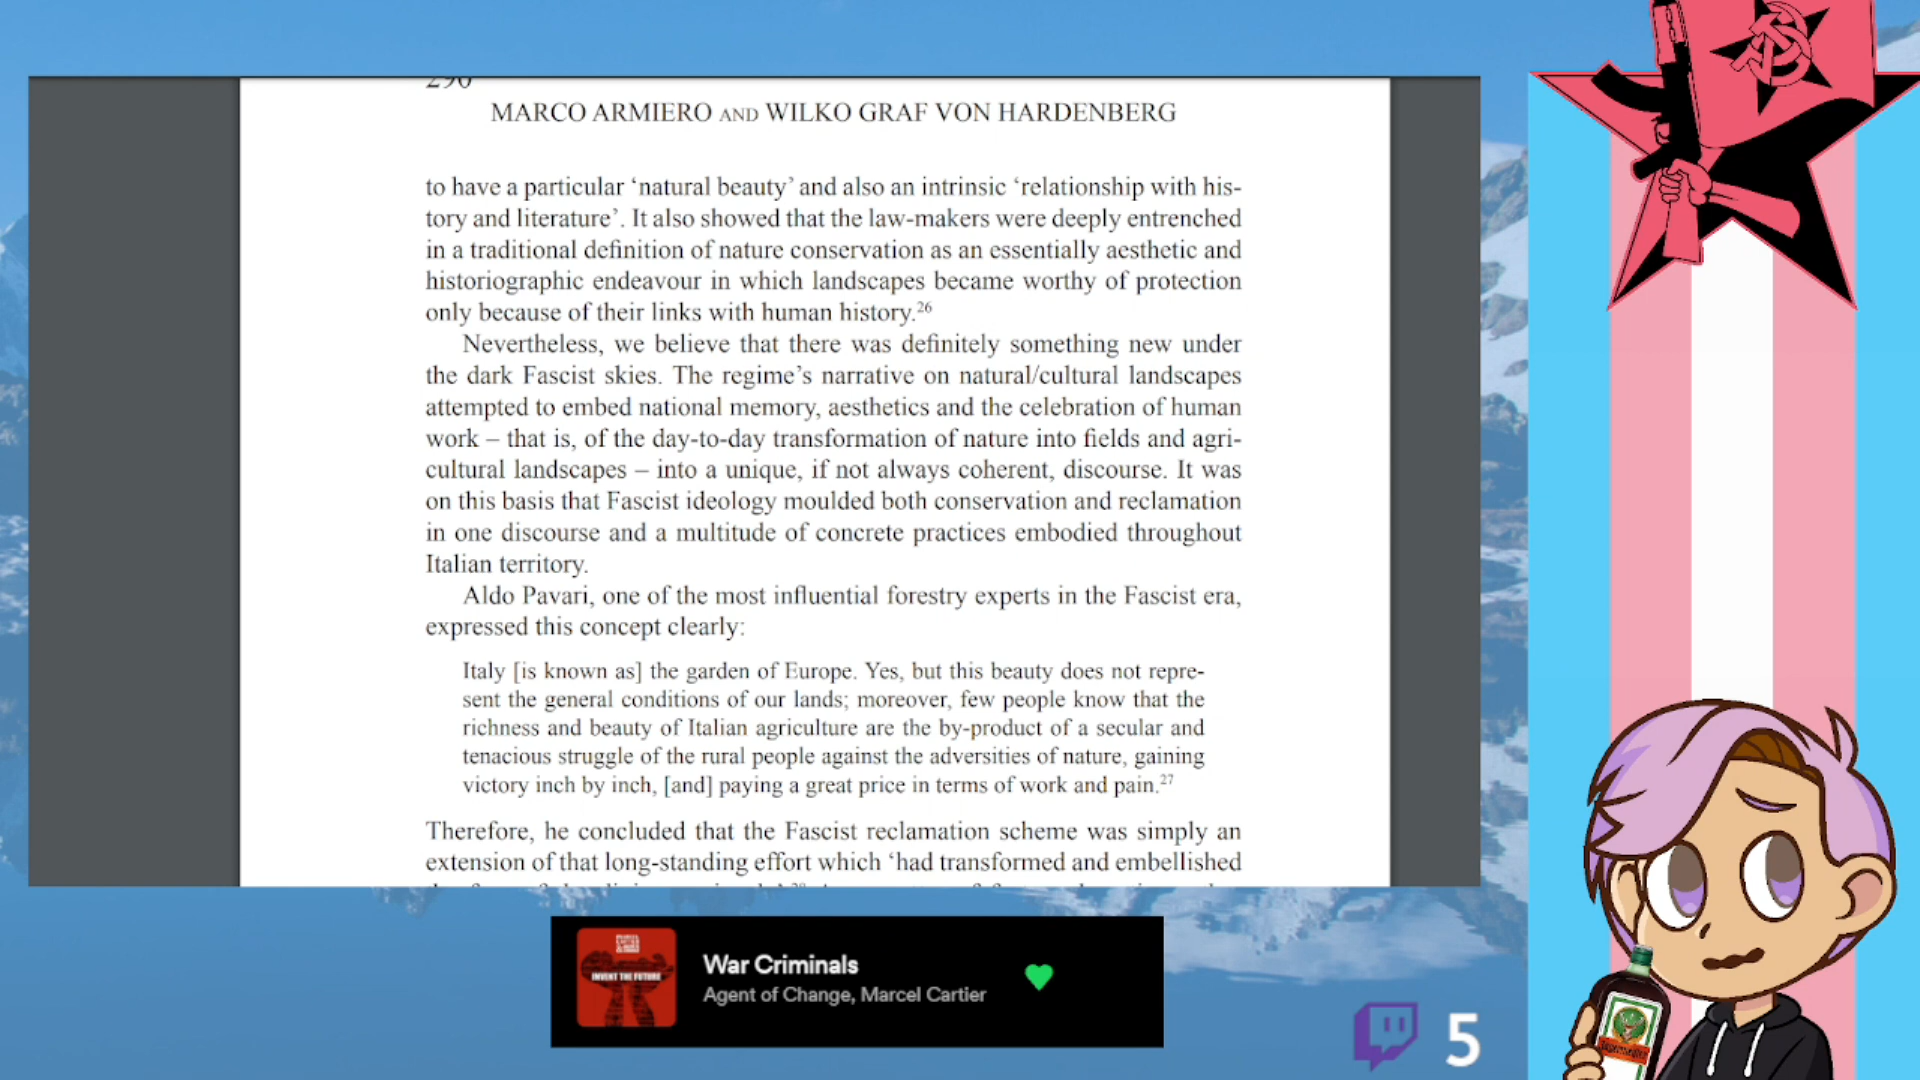 290
MARCO ARMIERO AND WILKO GRAF VON HARDENBERG
to have a particular ‘natural beauty’ and also an intrinsic ‘relationship with his-
tory and literature’. It also showed that the law-makers were deeply entrenched
in a traditional definition of nature conservation as an essentially aesthetic and
historiographic endeavour in which landscapes became worthy of protection
only because of their links with human history.26
Nevertheless, we believe that there was definitely something new under
the dark Fascist skies. The regime’s narrative on natural/cultural landscapes
attempted to embed national memory, aesthetics and the celebration of human
work – that is, of the day-to-day transformation of nature into fields and agri-
cultural landscapes – into a unique, if not always coherent, discourse. It was
on this basis that Fascist ideology moulded both conservation and reclamation
in one discourse and a multitude of concrete practices embodied throughout
Italian territory.
Aldo Pavari, one of the most influential forestry experts in the Fascist era,
expressed this concept clearly:
Italy [is known as] the garden of Europe. Yes, but this beauty does not repre-
sent the general conditions of our lands; moreover, few people know that the
richness and beauty of Italian agriculture are the by-product of a secular and
tenacious struggle of the rural people against the adversities of nature, gaining
victory inch by inch, [and] paying a great price in terms of work and pain.27
Therefore, he concluded that the Fascist reclamation scheme was simply an
extension of that long-standing effort which ‘had transformed and embellished
INVENT THE FUTURE
War Criminals
Agent of Change, Marcel Cartier
5